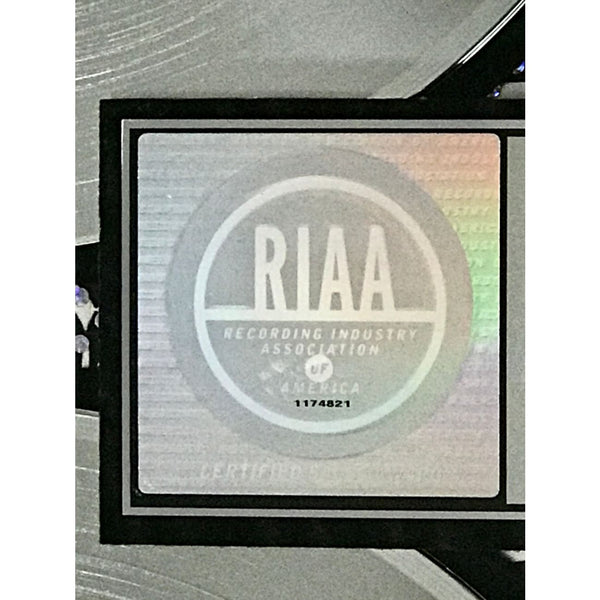 RIAA
RECORDING INDUSTRY
ASSOCIATION
OF
AMERICA
1174821
CERTIFIED